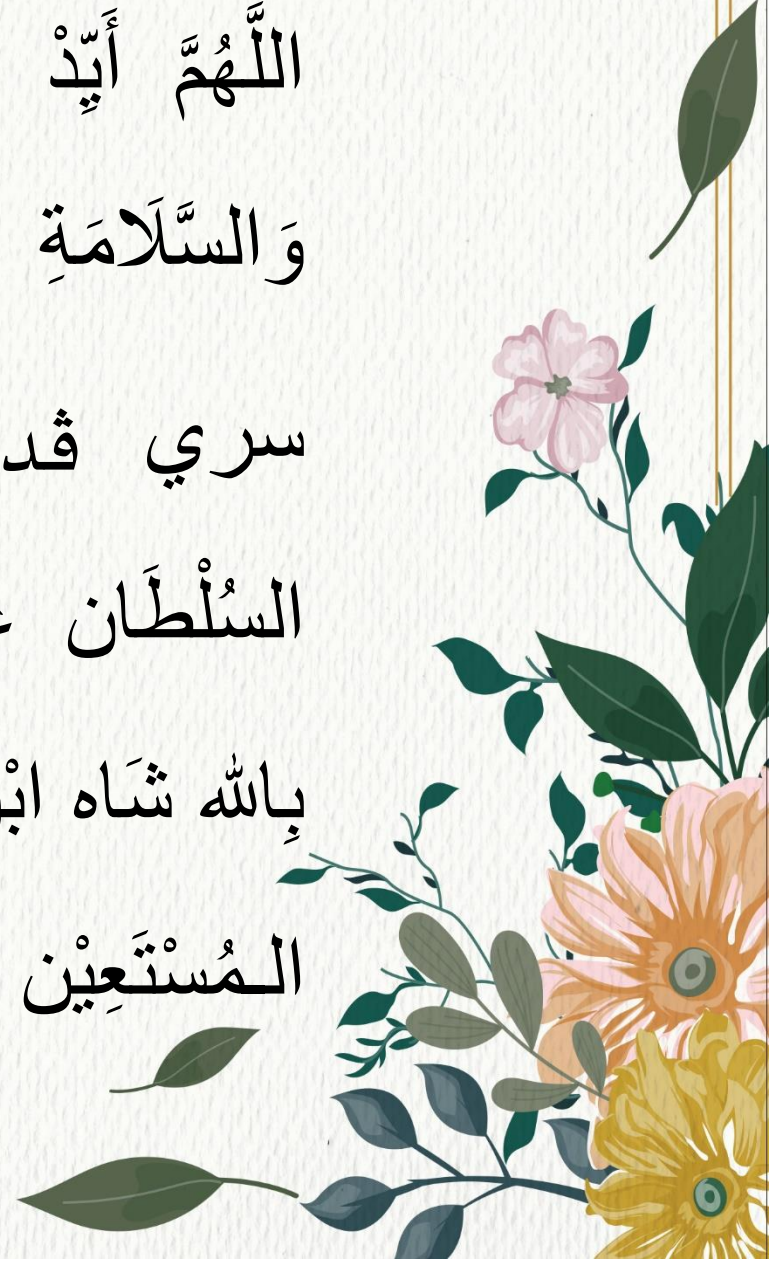 اللَّهُمَّ أَيِّدْ
وَالسَّلَامَةِ
سري
السُلْطَان
بِالله شَاه
الـمُسْتَعِيْن